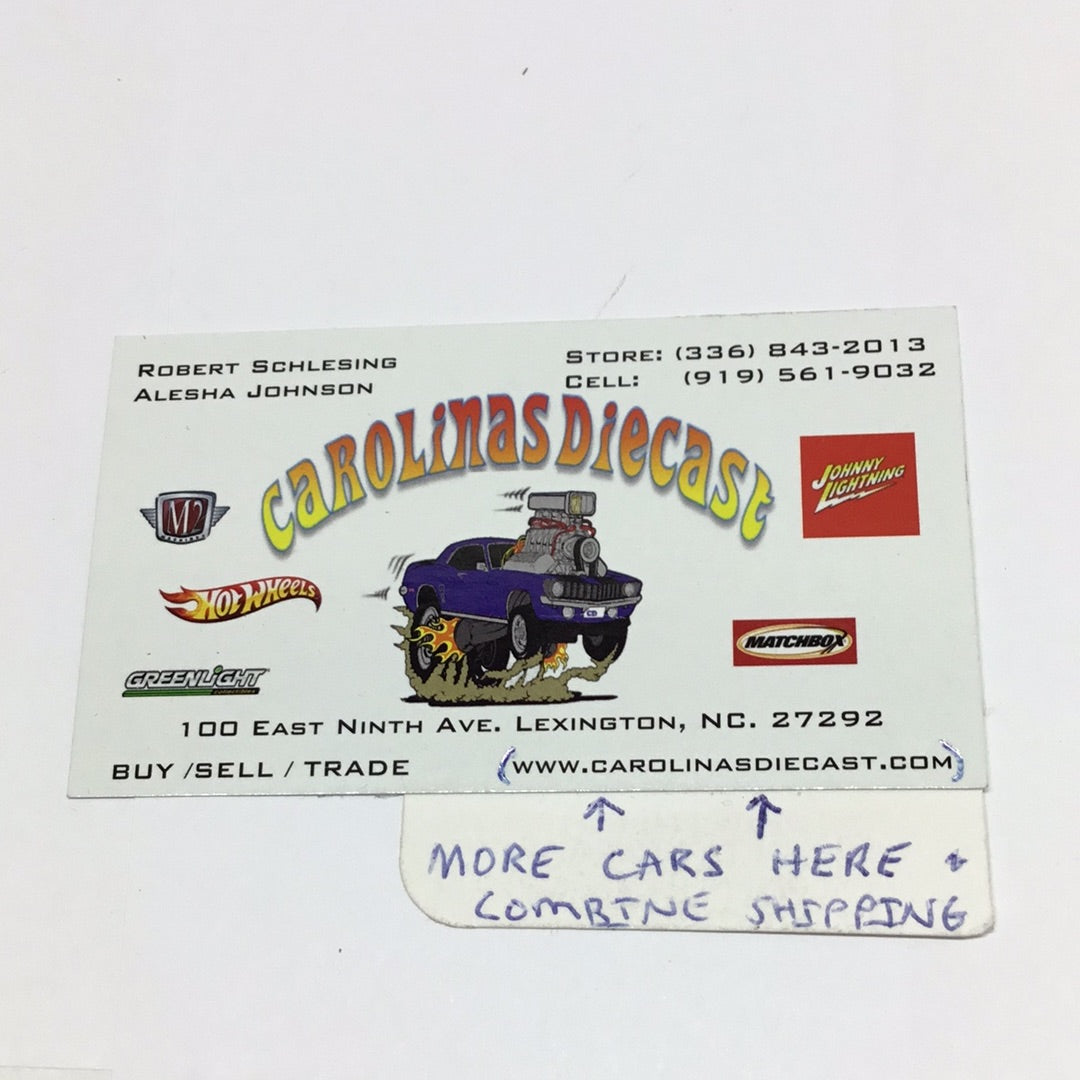 ROBERT SCHLESING
ALESHA JOHNSON
STORE: (336) 843-2013
CELL: (919) 561-9032
CAROLINAS DIECAST
M2
JOHNNY
LIGHTNING
HOT WHEELS
MATCHBOX
GREENLIGHT
collectibles
100 EAST NINTH AVE. LEXINGTON, NC. 27292
BUY /SELL / TRADE
(WWW.CAROLINASDIECAST.COM)
↑ ↑
MORE CARS HERE +
COMBINE SHIPPING